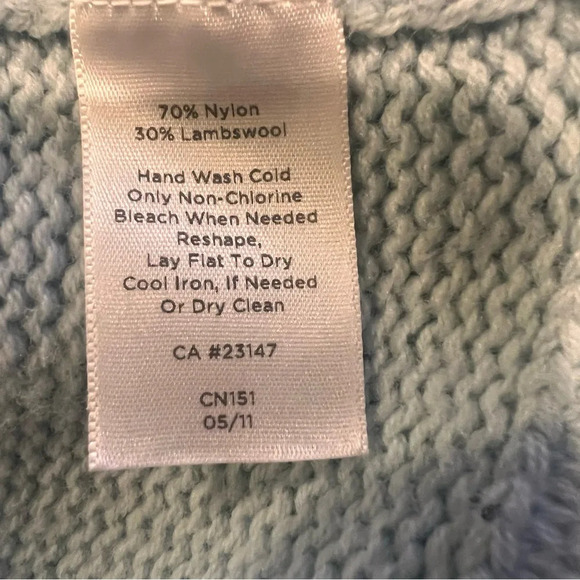 70% Nylon
30% Lambswool
Hand Wash Cold
Only Non-Chlorine
Bleach When Needed
Reshape,
Lay Flat To Dry
Cool Iron, If Needed
Or Dry Clean
CA #23147
CN151
05/11